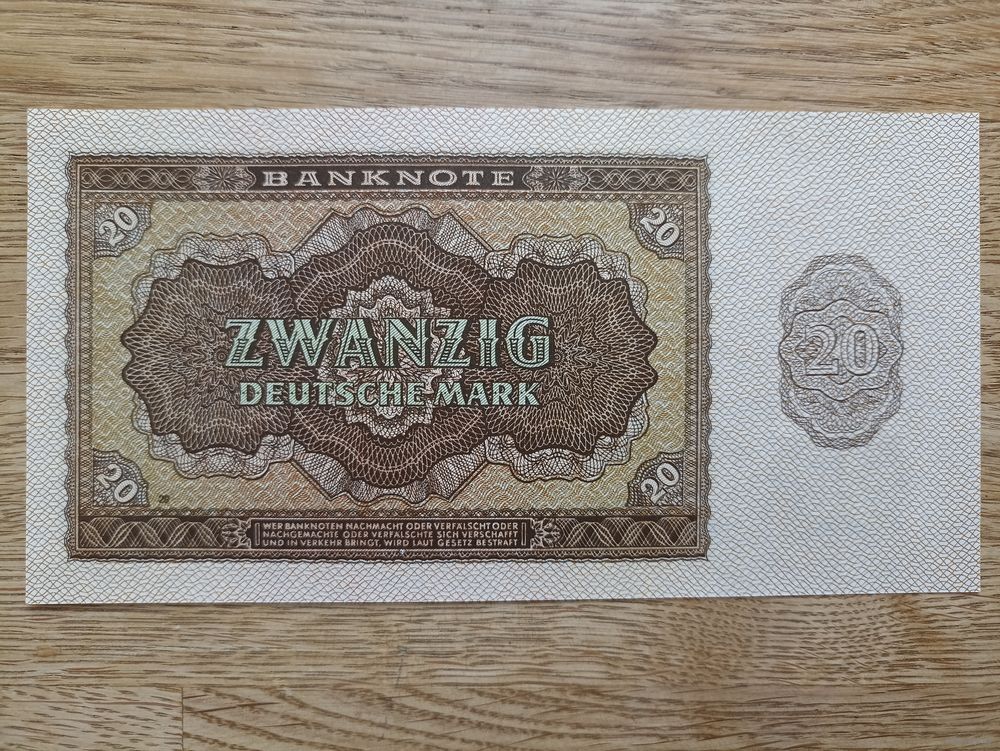 BANKNOTE
20
20
ZWANZIG
DEUTSCHE MARK
20
20
20
WER BANKNOTEN NACHMACHT ODER VERFÄLSCHT ODER
NACHGEMACHTE ODER VERFÄLSCHTE SICH VERSCHAFFT
UND IN VERKEHR BRINGT, WIRD LAUT GESETZ BESTRAFT